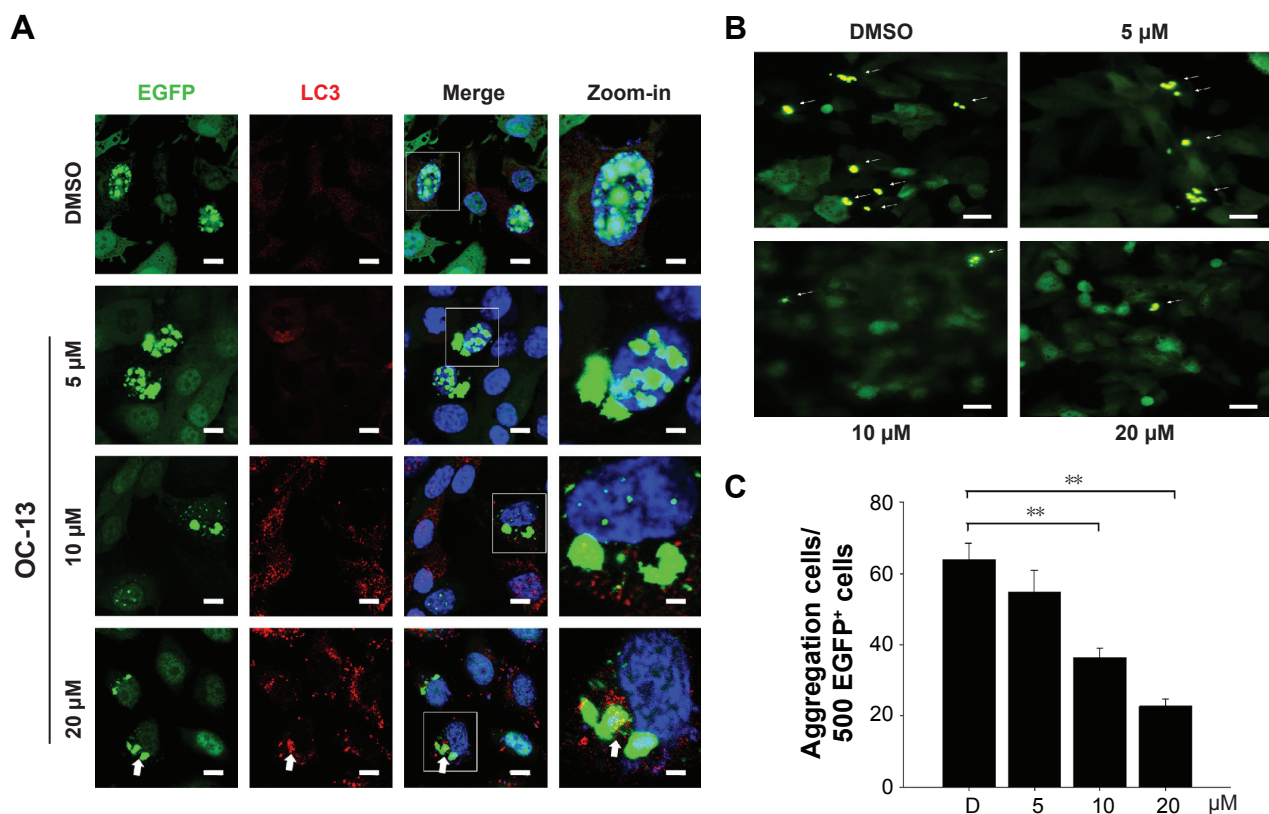 A
EGFP
LC3
Merge
Zoom-in
DMSO
OC-13
5 µM
10 µM
20 µM
B
DMSO
5 µM
10 µM
20 µM
C
Aggregation cells/
500 EGFP⁺ cells
80
60
40
20
0
**
**
D
5
10
20
µM